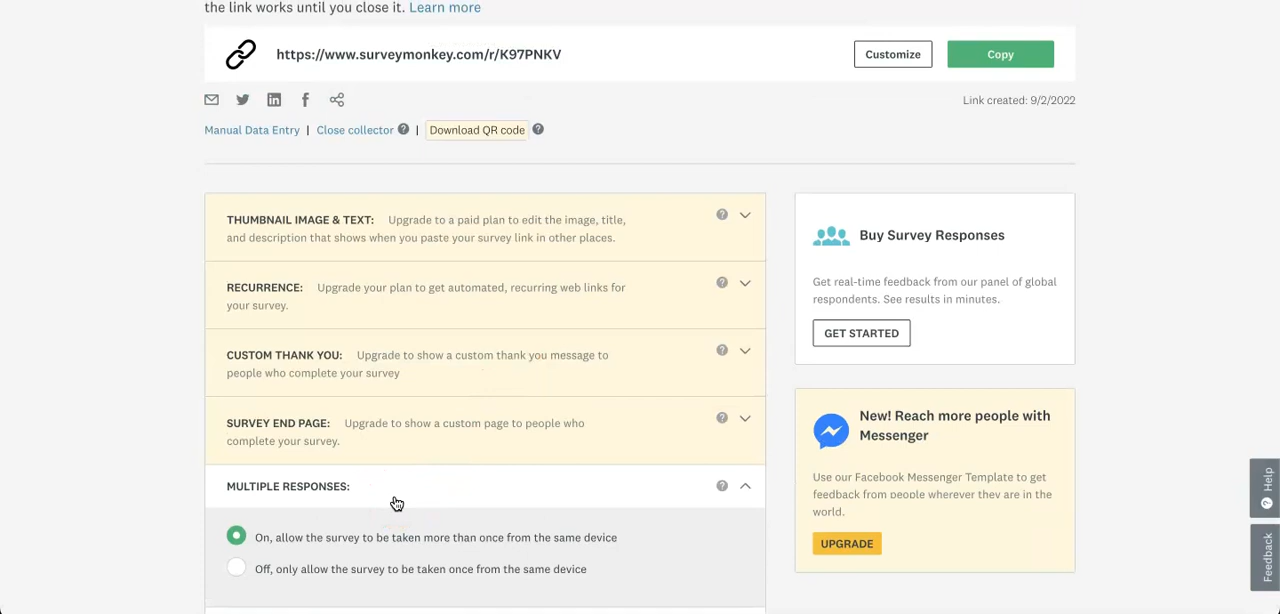 the link works until you close it. Learn more
https://www.surveymonkey.com/r/K97PNKV
Customize
Copy
Link created: 9/2/2022
Manual Data Entry | Close collector ? | Download QR code ?
THUMBNAIL IMAGE & TEXT: Upgrade to a paid plan to edit the image, title,
and description that shows when you paste your survey link in other places.
?
RECURRENCE: Upgrade your plan to get automated, recurring web links for
your survey.
?
CUSTOM THANK YOU: Upgrade to show a custom thank you message to
people who complete your survey
?
SURVEY END PAGE: Upgrade to show a custom page to people who
complete your survey.
?
MULTIPLE RESPONSES:
?
On, allow the survey to be taken more than once from the same device
Off, only allow the survey to be taken once from the same device
Buy Survey Responses
Get real-time feedback from our panel of global
respondents. See results in minutes.
GET STARTED
New! Reach more people with
Messenger
Use our Facebook Messenger Template to get
feedback from people wherever they are in the
world.
UPGRADE
? Help
Feedback